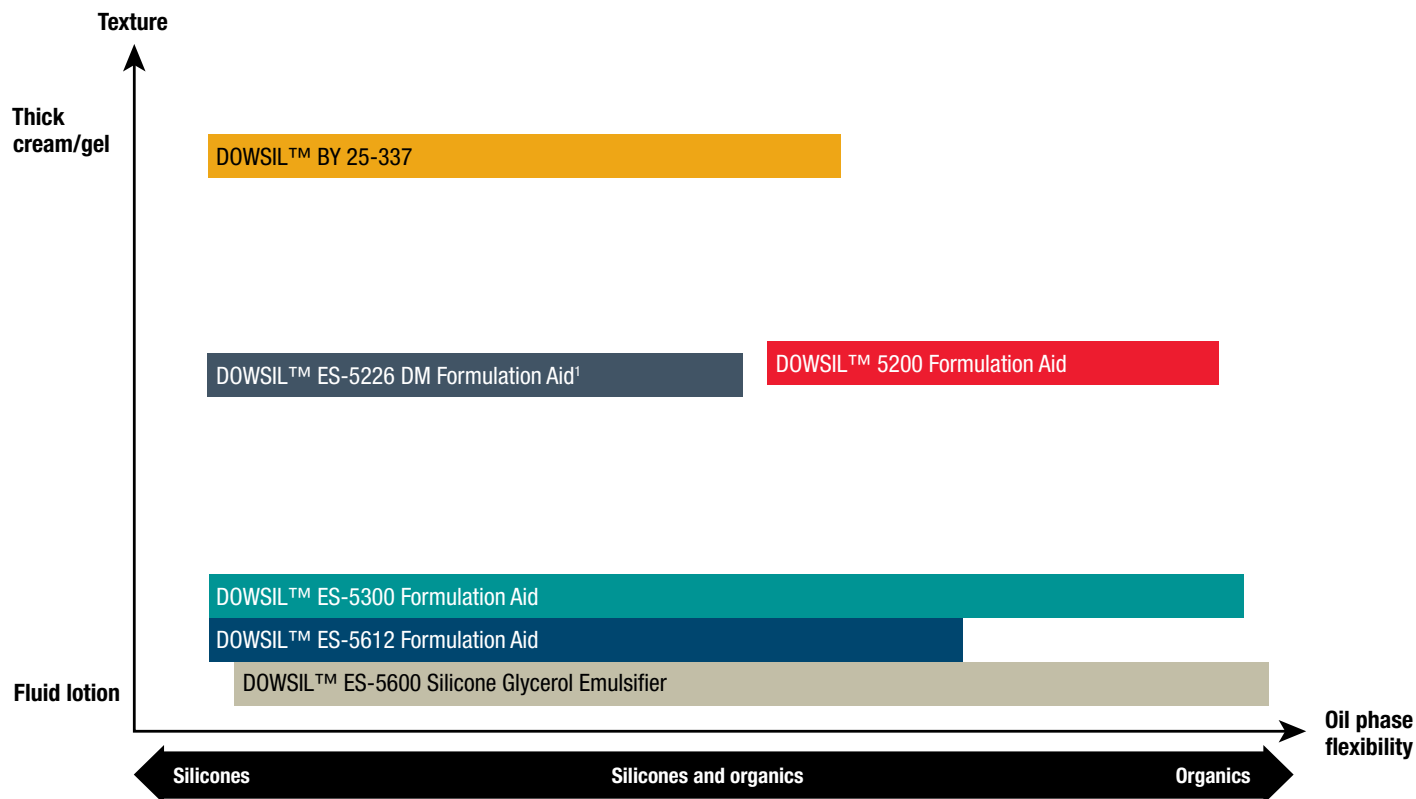 Texture
Thick
cream/gel
DOWSIL™ BY 25-337
DOWSIL™ ES-5226 DM Formulation Aid¹
DOWSIL™ 5200 Formulation Aid
DOWSIL™ ES-5300 Formulation Aid
DOWSIL™ ES-5612 Formulation Aid
DOWSIL™ ES-5600 Silicone Glycerol Emulsifier
Fluid lotion
Oil phase
flexibility
Silicones
Silicones and organics
Organics